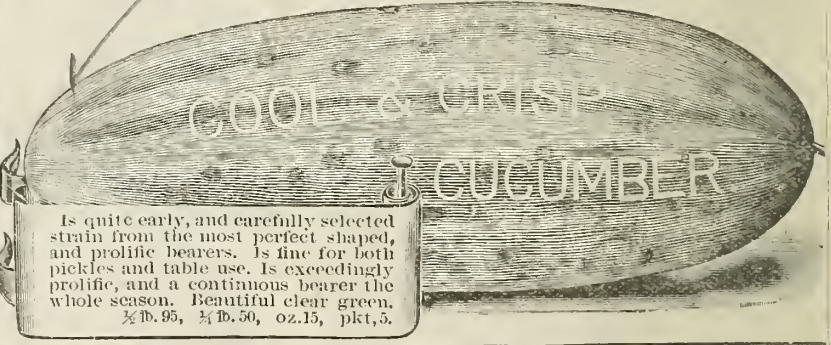 COOL & CRISP
CUCUMBER
Is quite early, and carefully selected
strain from the most perfect shaped,
and prolific bearers. Is fine for both
pickles and table use. Is exceedingly
prolific, and a continuous bearer the
whole season. Beautiful clear green.
½ lb. 95, ¼ lb. 50, oz. 15, pkt, 5.